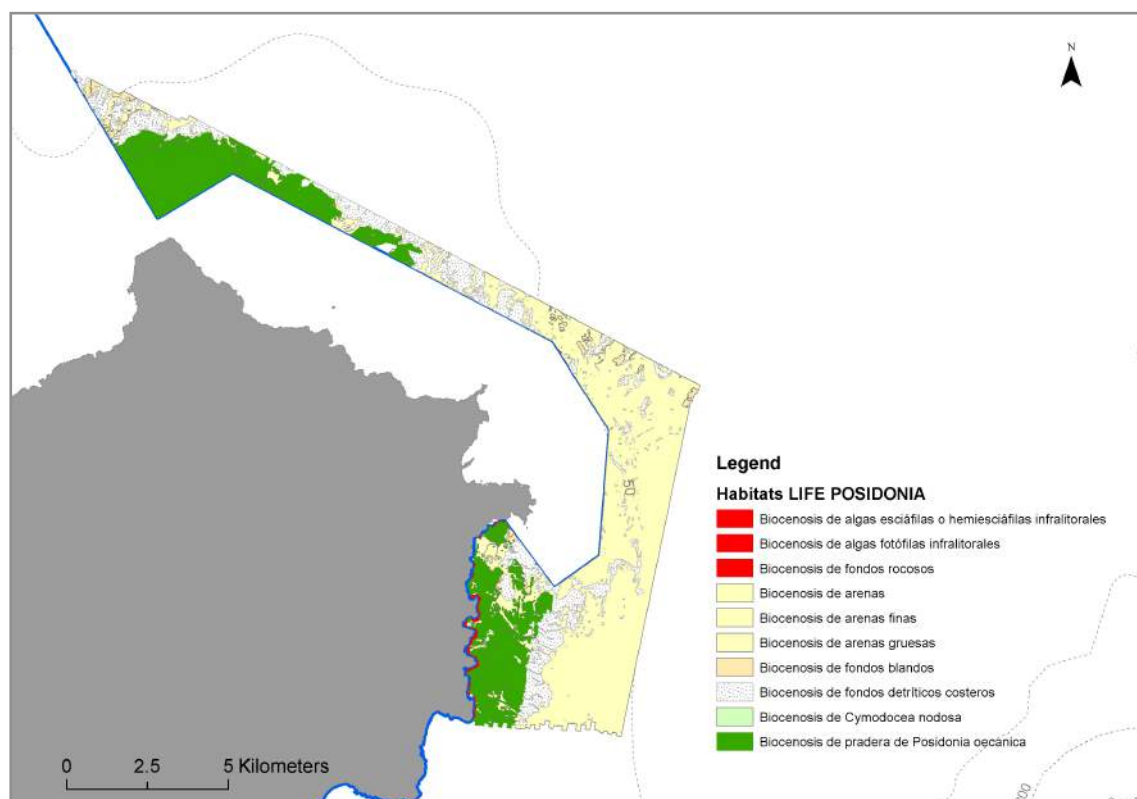 N
50
Legend
Habitats LIFE POSIDONIA
Biocenosis de algas esciáfilas o hemiesciáfilas infralitorales
Biocenosis de algas fotófilas infralitorales
Biocenosis de fondos rocosos
Biocenosis de arenas
Biocenosis de arenas finas
Biocenosis de arenas gruesas
Biocenosis de fondos blandos
Biocenosis de fondos detríticos costeros
Biocenosis de Cymodocea nodosa
Biocenosis de pradera de Posidonia oecánica
0 2.5 5 Kilometers